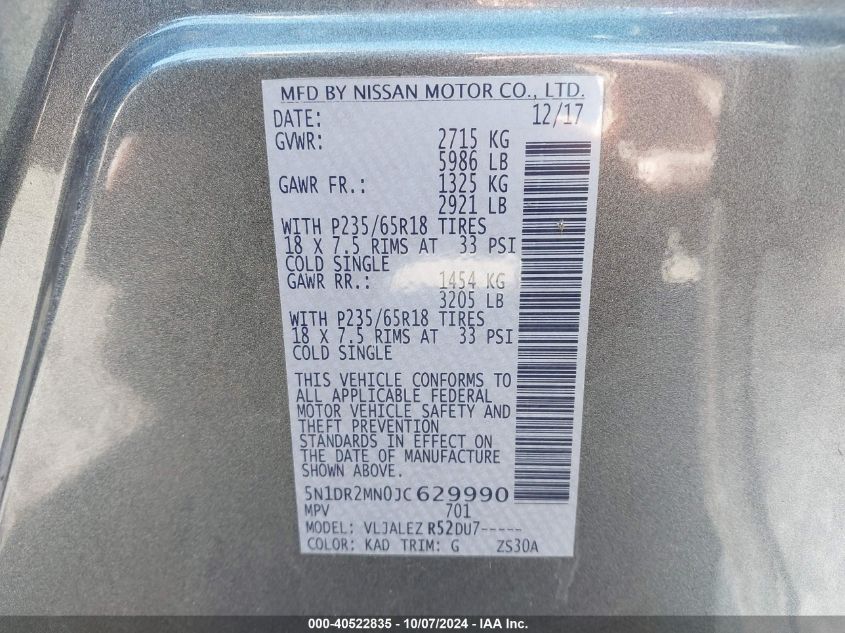 MFD BY NISSAN MOTOR CO., LTD.
DATE: 12/17
GVWR: 2715 KG
5986 LB
GAWR FR.: 1325 KG
2921 LB
WITH P235/65R18 TIRES
18 X 7.5 RIMS AT 33 PSI
COLD SINGLE
GAWR RR.: 1454 KG
3205 LB
WITH P235/65R18 TIRES
18 X 7.5 RIMS AT 33 PSI
COLD SINGLE
THIS VEHICLE CONFORMS TO
ALL APPLICABLE FEDERAL
MOTOR VEHICLE SAFETY AND
THEFT PREVENTION
STANDARDS IN EFFECT ON
THE DATE OF MANUFACTURE
SHOWN ABOVE.
5N1DR2MN0JC629990
MPV 701
MODEL: VLJALEZ R52DU7-----
COLOR: KAD TRIM: G ZS30A
000-40522835 - 10/07/2024 - IAA Inc.